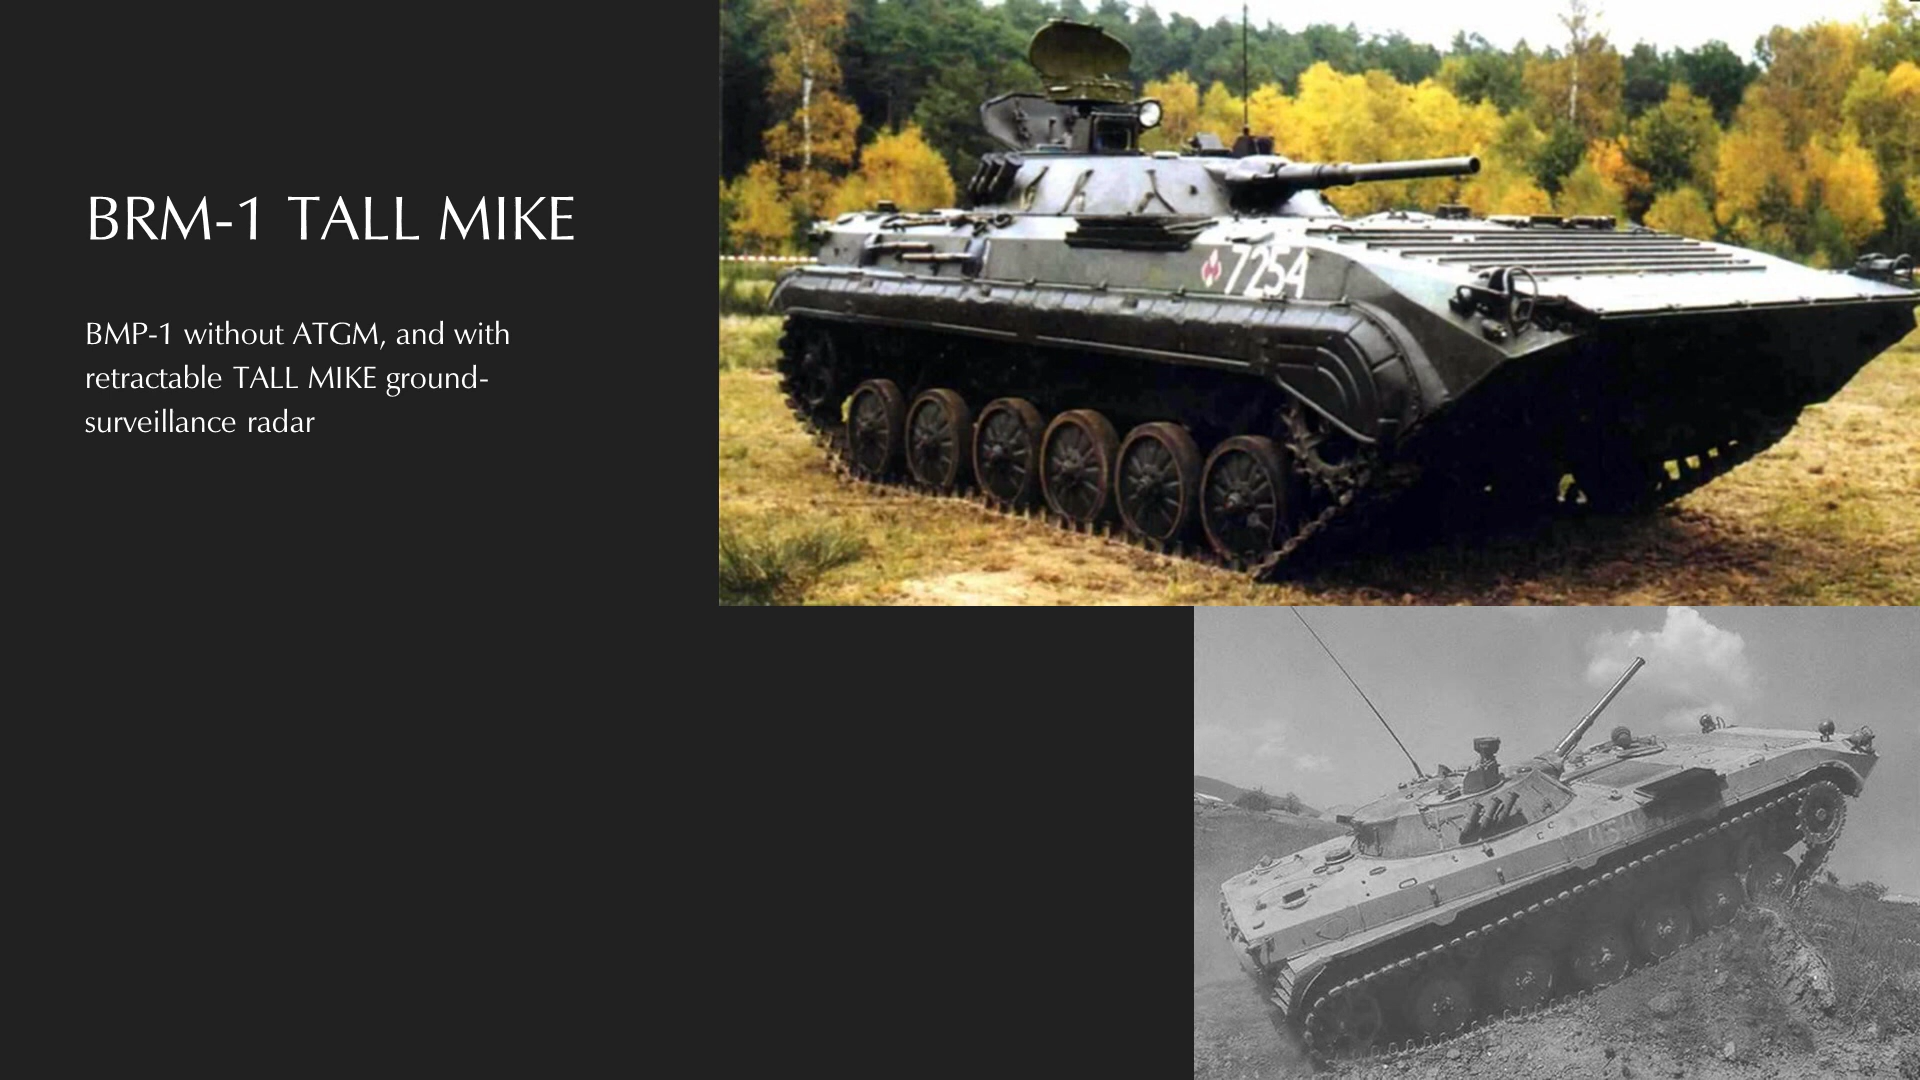 BRM-1 TALL MIKE
BMP-1 without ATGM, and with
retractable TALL MIKE ground-
surveillance radar
7254